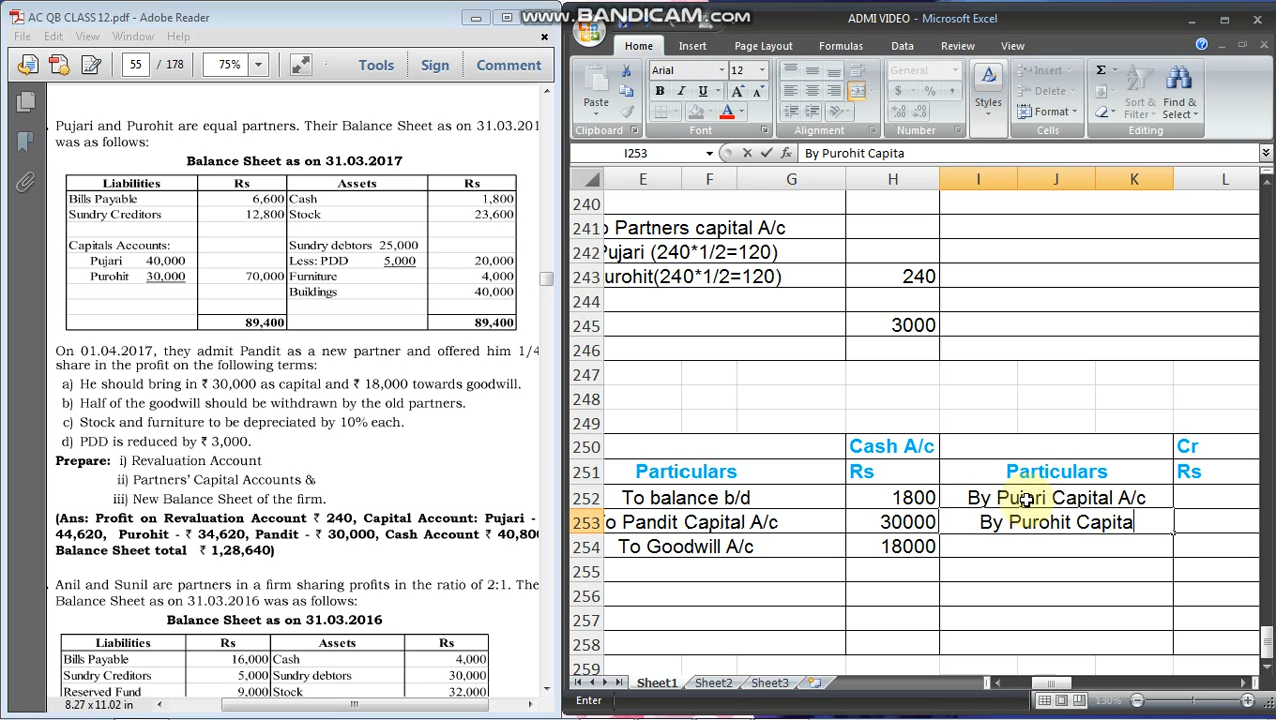 AC QB CLASS 12.pdf - Adobe Reader
www.BANDICAM.com
ADMI VIDEO - Microsoft Excel
File Edit View Window Help
55 / 178 75% Tools Sign Comment
Home Insert Page Layout Formulas Data Review View
Paste Arial 12 General Styles Insert Delete Format Sort & Filter Find & Select
Clipboard Font Alignment Number Cells Editing
I253 By Purohit Capita
Pujari and Purohit are equal partners. Their Balance Sheet as on 31.03.201
was as follows:
Balance Sheet as on 31.03.2017
Liabilities Rs Assets Rs
Bills Payable 6,600 Cash 1,800
Sundry Creditors 12,800 Stock 23,600
Capitals Accounts: Sundry debtors 25,000
Pujari 40,000 Less: PDD 5,000 20,000
Purohit 30,000 70,000 Furniture 4,000
Buildings 40,000
89,400 89,400
On 01.04.2017, they admit Pandit as a new partner and offered him 1/4
share in the profit on the following terms:
a) He should bring in ₹ 30,000 as capital and ₹ 18,000 towards goodwill.
b) Half of the goodwill should be withdrawn by the old partners.
c) Stock and furniture to be depreciated by 10% each.
d) PDD is reduced by ₹ 3,000.
Prepare: i) Revaluation Account
ii) Partners' Capital Accounts &
iii) New Balance Sheet of the firm.
(Ans: Profit on Revaluation Account ₹ 240, Capital Account: Pujari -
44,620, Purohit - ₹ 34,620, Pandit - ₹ 30,000, Cash Account ₹ 40,800
Balance Sheet total ₹ 1,28,640)
Anil and Sunil are partners in a firm sharing profits in the ratio of 2:1. The
Balance Sheet as on 31.03.2016 was as follows:
Balance Sheet as on 31.03.2016
Liabilities Rs Assets Rs
Bills Payable 16,000 Cash 4,000
Sundry Creditors 5,000 Sundry debtors 30,000
Reserved Fund 9,000 Stock 32,000
8.27 x 11.02 in
E F G H I J K L
240
241 o Partners capital A/c
242 Pujari (240*1/2=120)
243 urohit(240*1/2=120) 240
244
245 3000
246
247
248
249
250 Cash A/c Cr
251 Particulars Rs Particulars Rs
252 To balance b/d 1800 By Pujari Capital A/c
253 o Pandit Capital A/c 30000 By Purohit Capita
254 To Goodwill A/c 18000
255
256
257
258
259
Sheet1 Sheet2 Sheet3
Enter 130%